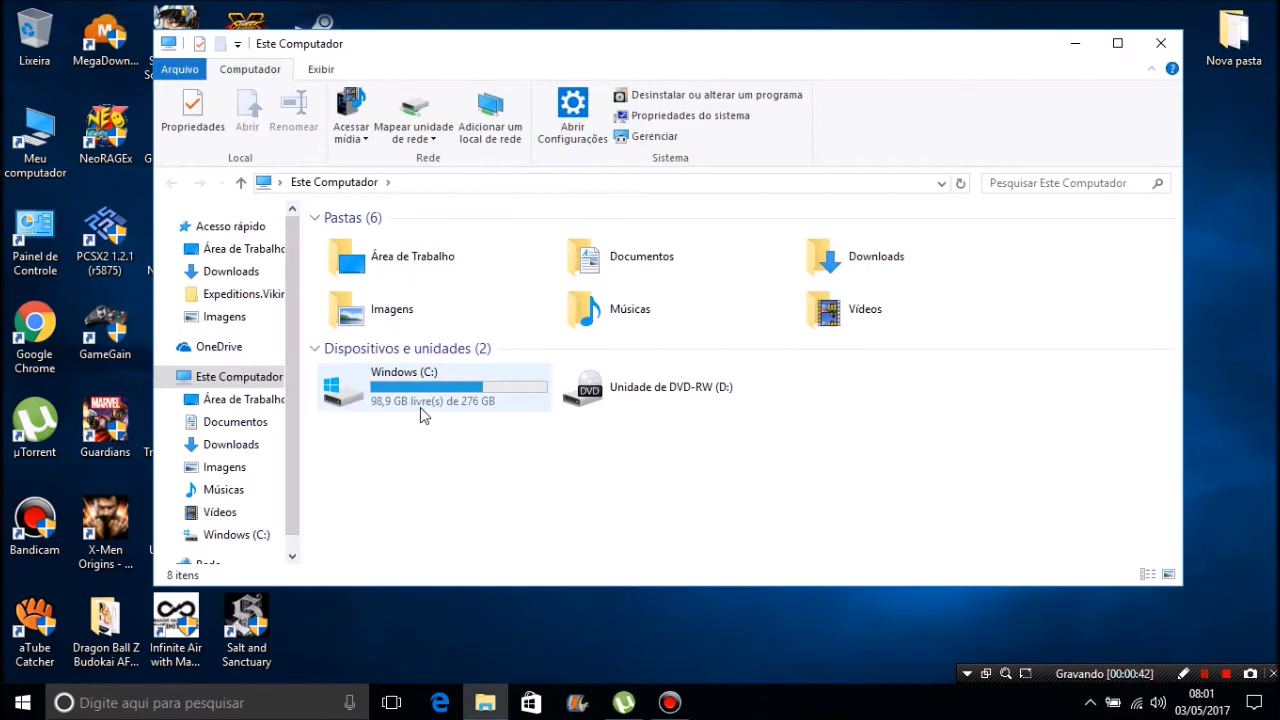 Este Computador
Arquivo
Computador
Exibir
Propriedades
Abrir
Renomear
Local
Acessar
mídia
Mapear unidade
de rede
Adicionar um
local de rede
Rede
Abrir
Configurações
Desinstalar ou alterar um programa
Propriedades do sistema
Gerenciar
Sistema
Este Computador
Pesquisar Este Computador
Acesso rápido
Área de Trabalho
Downloads
Expeditions.Vikin
Imagens
OneDrive
Este Computador
Área de Trabalho
Documentos
Downloads
Imagens
Músicas
Vídeos
Windows (C:)
Pastas (6)
Área de Trabalho
Documentos
Downloads
Imagens
Músicas
Vídeos
Dispositivos e unidades (2)
Windows (C:)
98,9 GB livre(s) de 276 GB
DVD
Unidade de DVD-RW (D:)
8 itens
Lixeira
MegaDown...
Meu
computador
NeoRAGEx
Painel de
Controle
PCSX2 1.2.1
(r5875)
Google
Chrome
GameGain
µTorrent
MARVEL
Guardians
Bandicam
X-Men
Origins - ...
aTube
Catcher
Dragon Ball Z
Budokai AF...
Infinite Air
with Ma...
Salt and
Sanctuary
Nova pasta
Gravando [00:00:42]
Digite aqui para pesquisar
08:01
03/05/2017